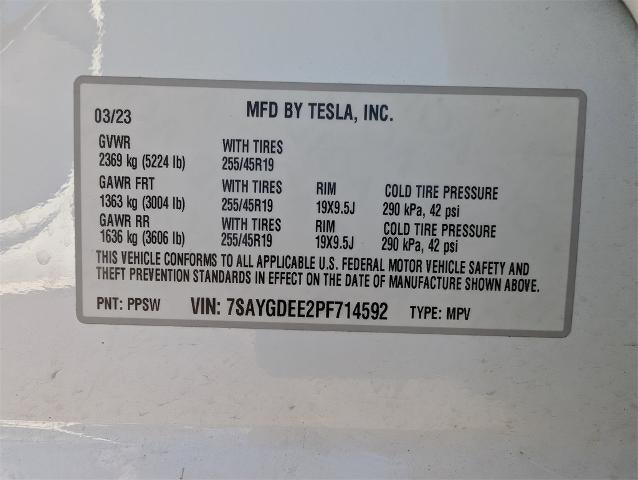 03/23 MFD BY TESLA, INC.
GVWR WITH TIRES
2369 kg (5224 lb) 255/45R19
GAWR FRT WITH TIRES RIM COLD TIRE PRESSURE
1363 kg (3004 lb) 255/45R19 19X9.5J 290 kPa, 42 psi
GAWR RR WITH TIRES RIM COLD TIRE PRESSURE
1636 kg (3606 lb) 255/45R19 19X9.5J 290 kPa, 42 psi
THIS VEHICLE CONFORMS TO ALL APPLICABLE U.S. FEDERAL MOTOR VEHICLE SAFETY AND
THEFT PREVENTION STANDARDS IN EFFECT ON THE DATE OF MANUFACTURE SHOWN ABOVE.
PNT: PPSW VIN: 7SAYGDEE2PF714592 TYPE: MPV